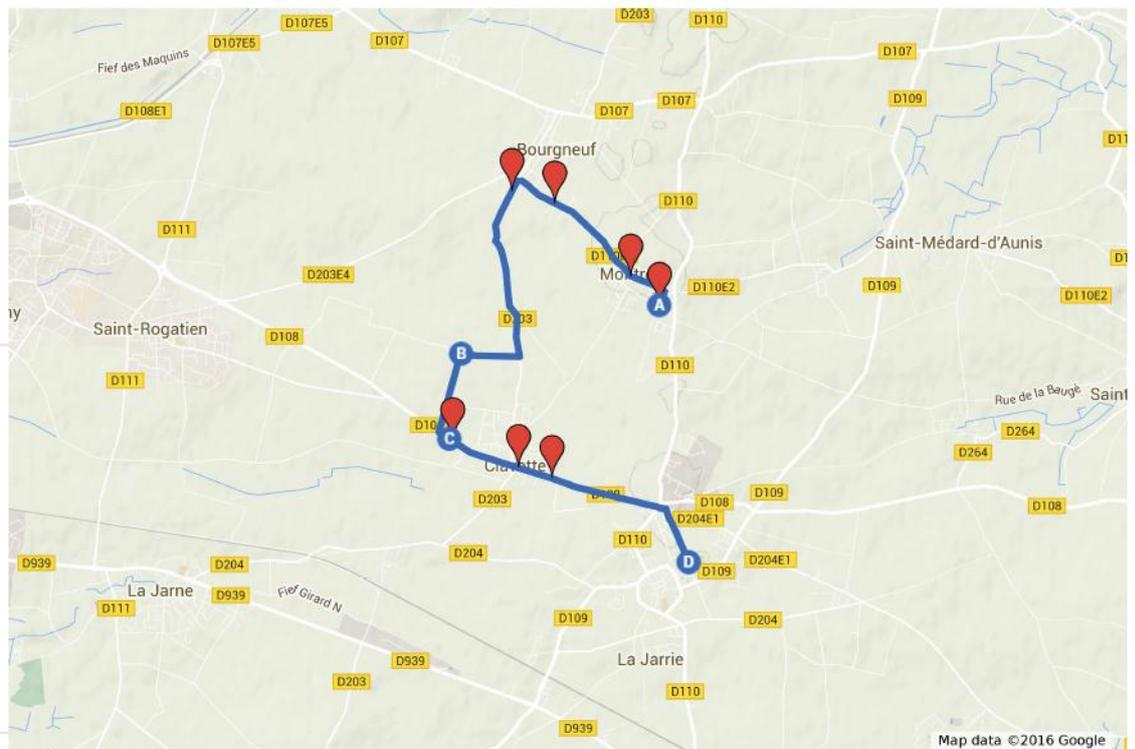 D203
D110
D107E5
D107E5
D107
D107
Fief des Maquins
D109
D107
D107
D108E1
Bourgneuf
D110
D111
Saint-Médard-d'Aunis
D203E4
D110E2
D109
D110E2
Saint-Rogatien
D108
D110
D111
Rue de la Baugè
Saint
D264
D264
D203
D108
D109
D108
D204E1
D110
D204
D939
D204
D204E1
D109
La Jarne
D939
D111
Fief Girard N
D109
D204
D939
La Jarrie
D203
D110
D939
A
B
C
D
Map data ©2016 Google